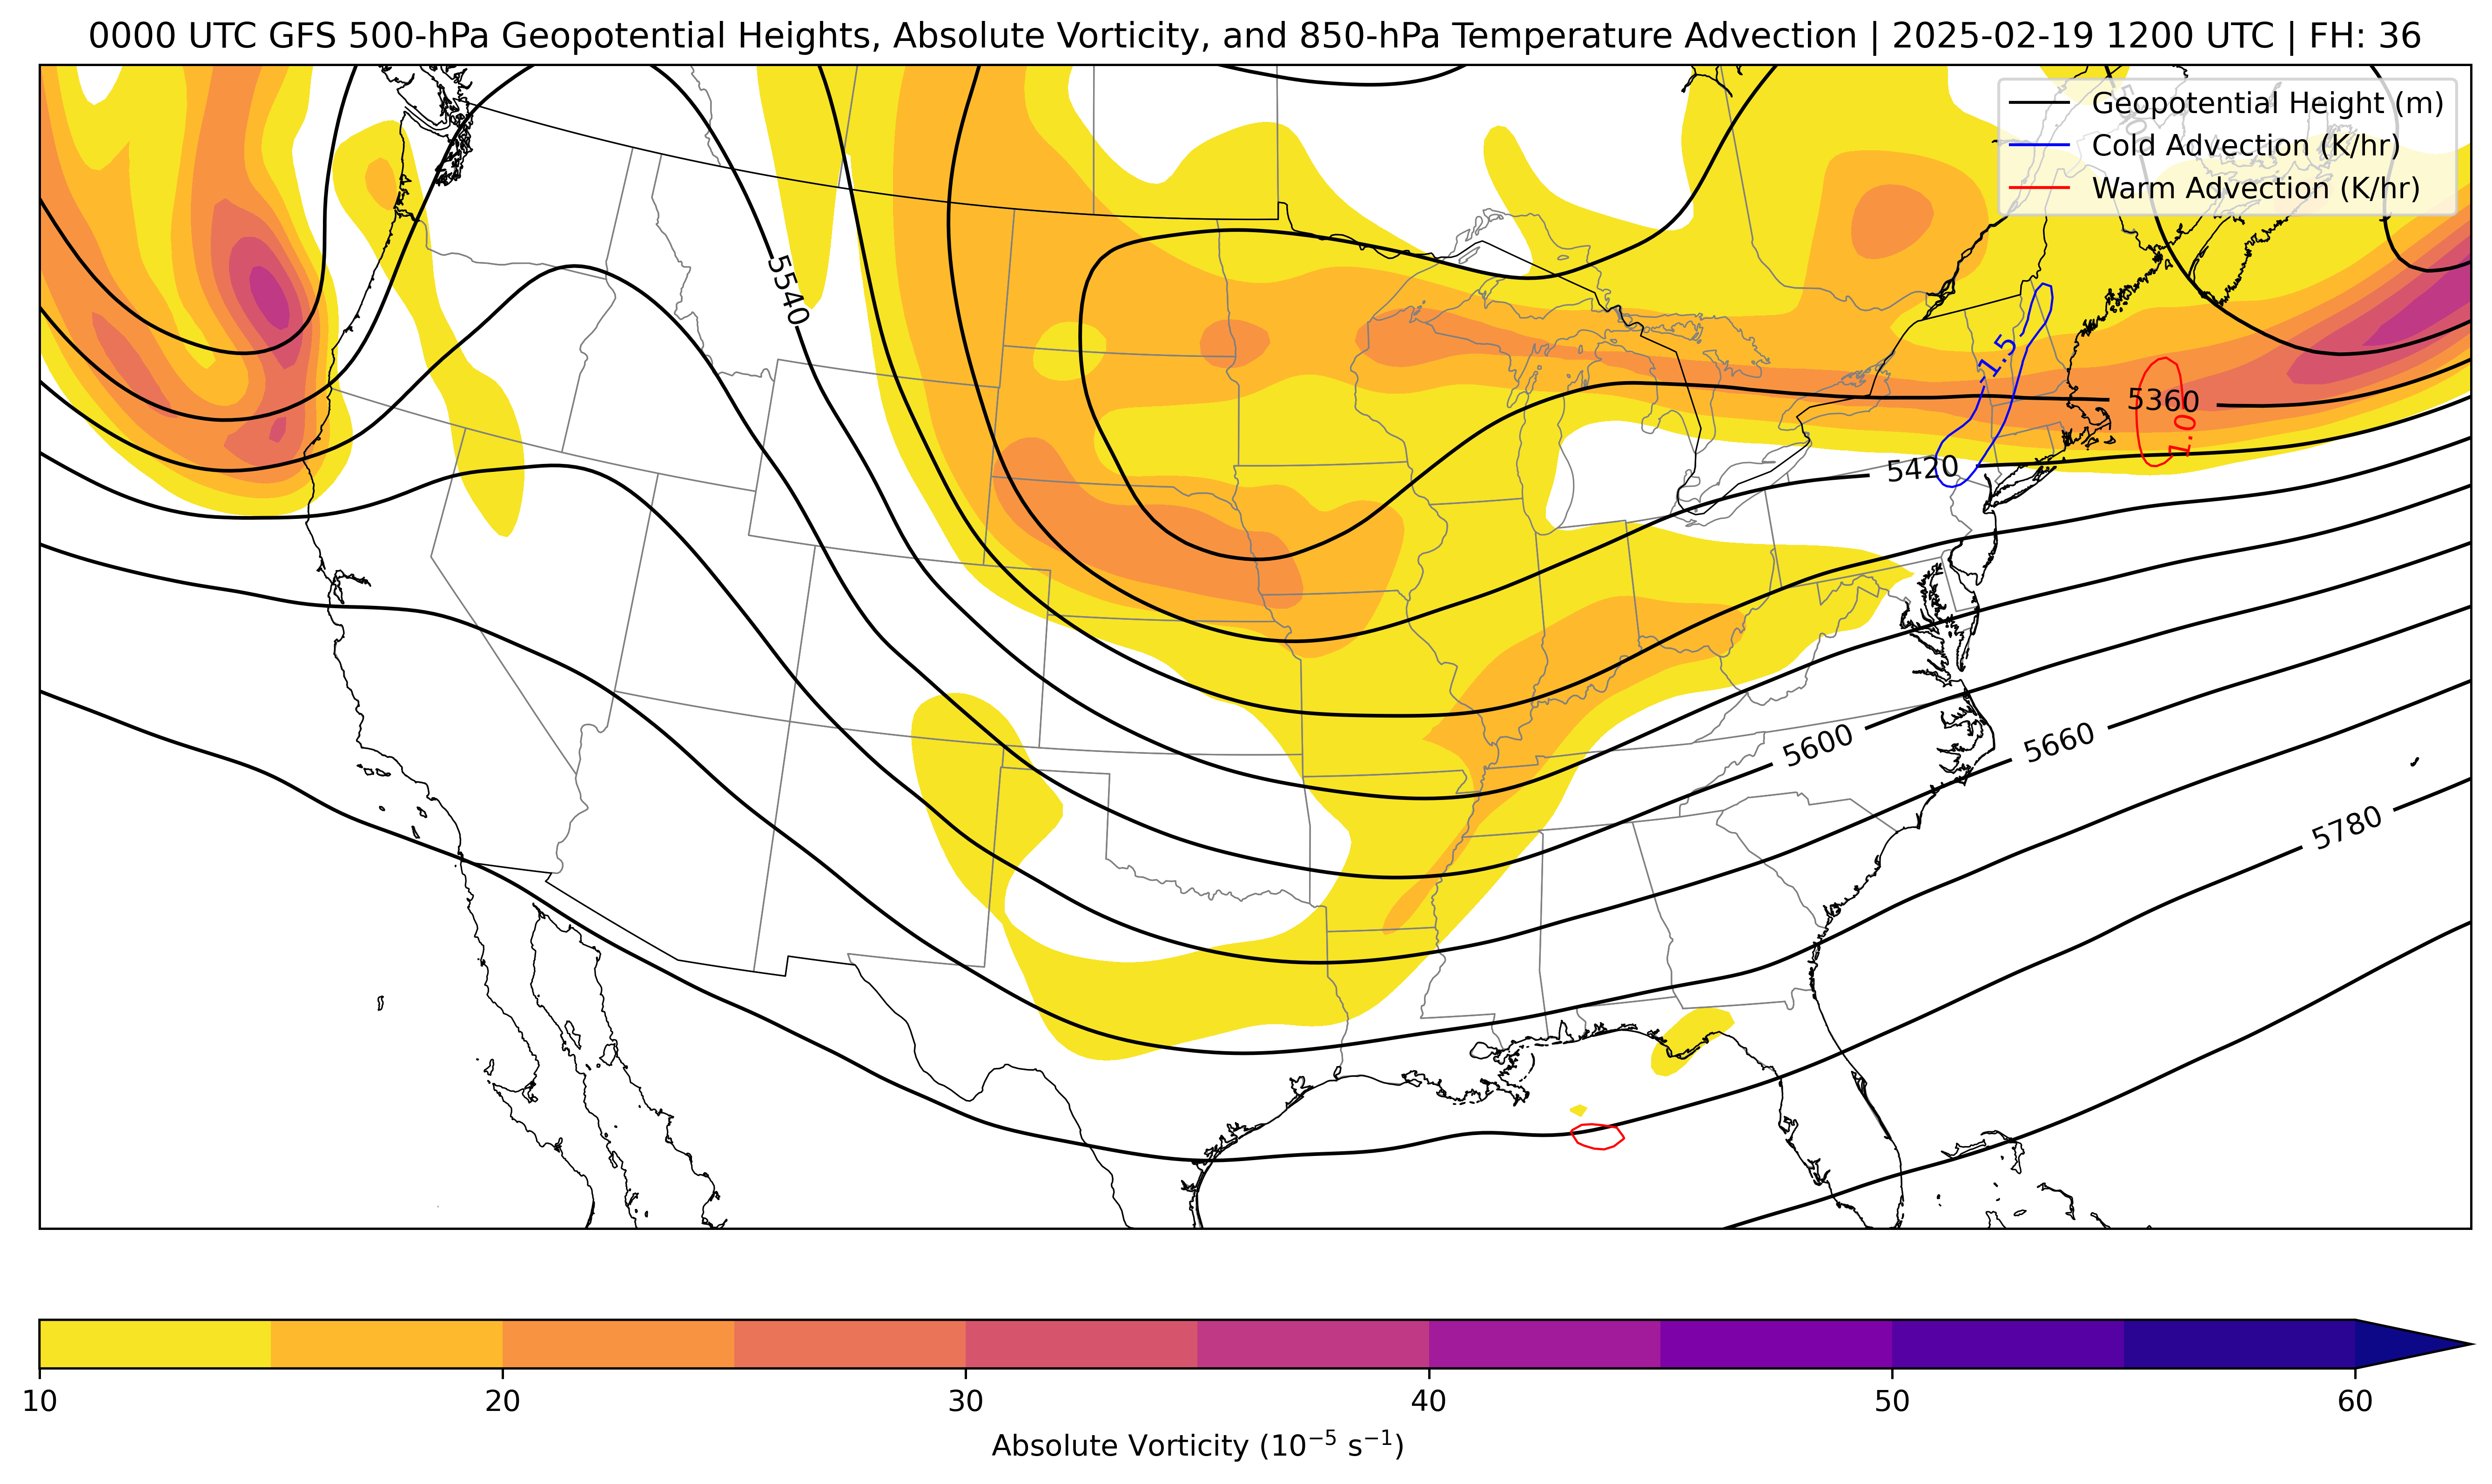 0000 UTC GFS 500-hPa Geopotential Heights, Absolute Vorticity, and 850-hPa Temperature Advection | 2025-02-19 1200 UTC | FH: 36
Geopotential Height (m)
Cold Advection (K/hr)
Warm Advection (K/hr)
5540
-1.5
5360
1.0
5420
5600
5660
5780
10 20 30 40 50 60
Absolute Vorticity (10⁻⁵ s⁻¹)